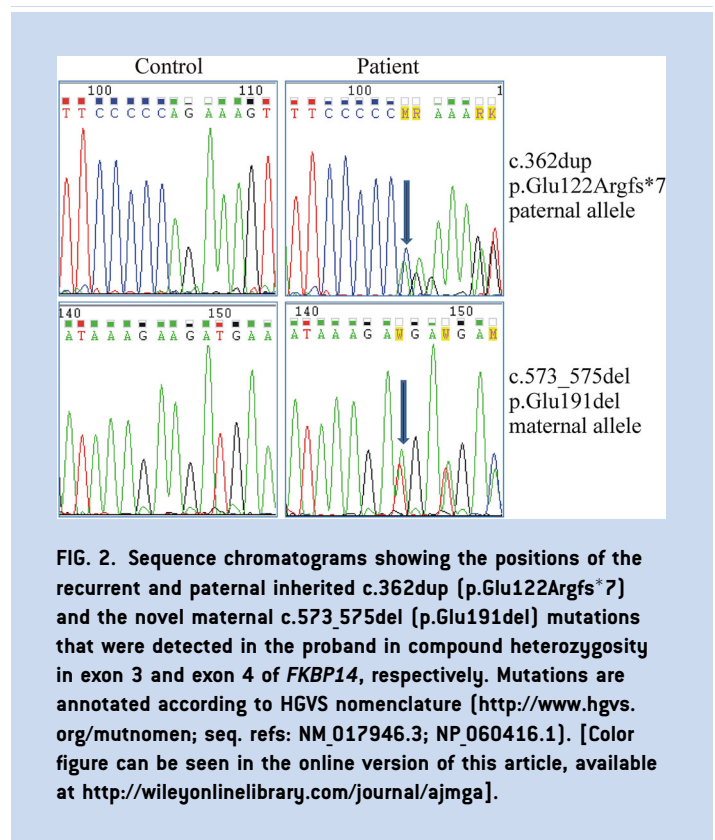 Control Patient
100 110
T T C C C C C A G A A A G T
100 1
T T C C C C C M R A A A R K
c.362dup
p.Glu122Argfs*7
paternal allele
140 150
A T A A A G A A G A T G A A
140 150
A T A A A G A W G A W G A M
c.573_575del
p.Glu191del
maternal allele
FIG. 2. Sequence chromatograms showing the positions of the
recurrent and paternal inherited c.362dup (p.Glu122Argfs*7)
and the novel maternal c.573_575del (p.Glu191del) mutations
that were detected in the proband in compound heterozygosity
in exon 3 and exon 4 of FKBP14, respectively. Mutations are
annotated according to HGVS nomenclature (http://www.hgvs.
org/mutnomen; seq. refs: NM_017946.3; NP_060416.1). [Color
figure can be seen in the online version of this article, available
at http://wileyonlinelibrary.com/journal/ajmga].